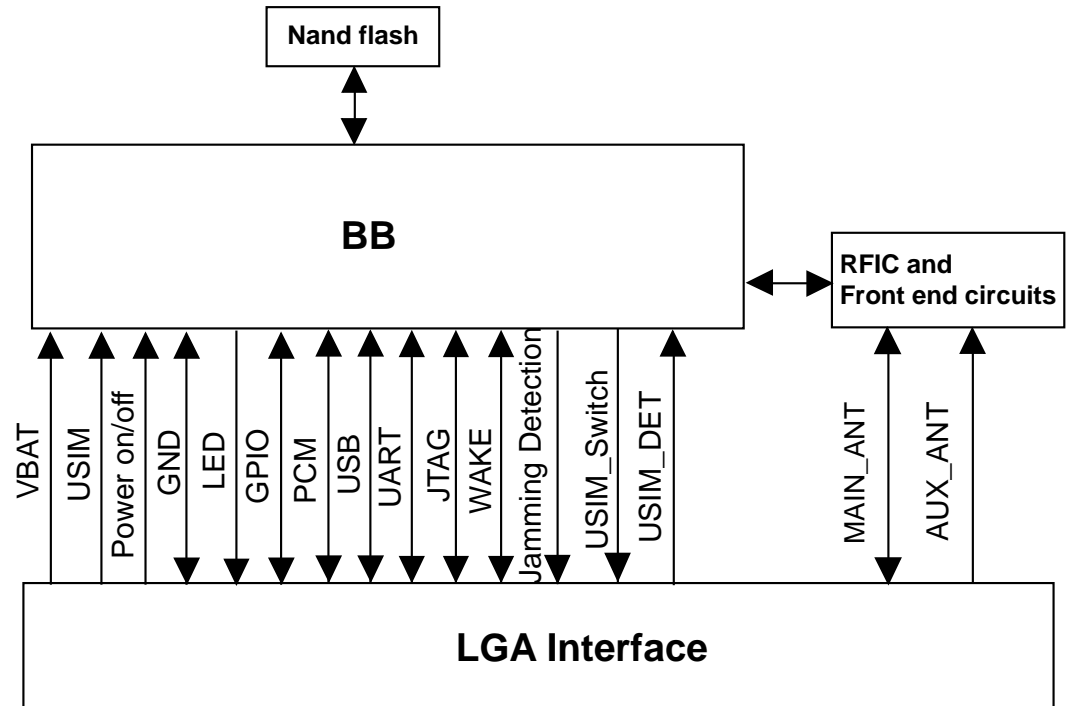 Nand flash
BB
RFIC and
Front end circuits
VBAT
USIM
Power on/off
GND
LED
GPIO
PCM
USB
UART
JTAG
WAKE
Jamming Detection
USIM_Switch
USIM_DET
MAIN_ANT
AUX_ANT
LGA Interface